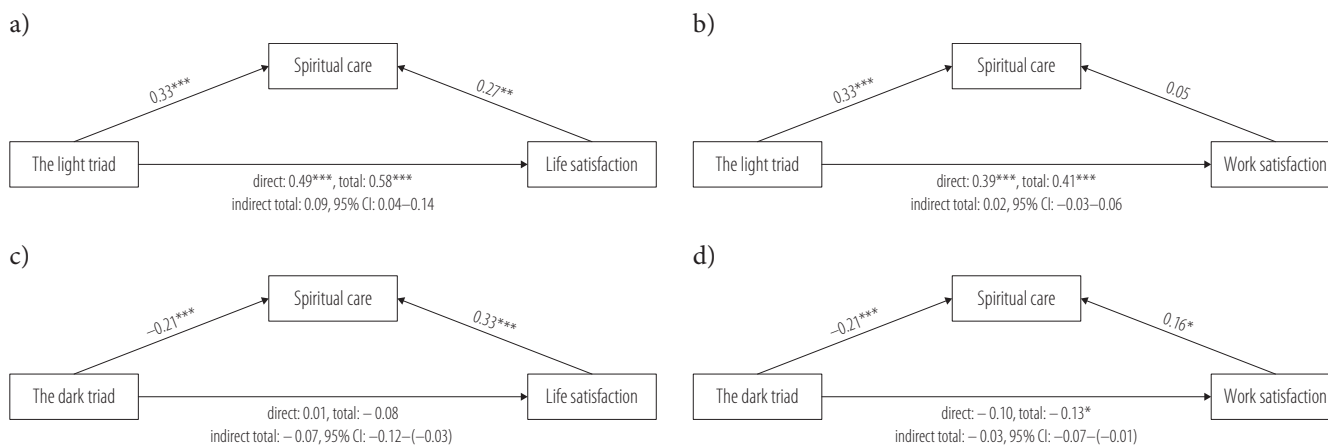 a)
Spiritual care
0.33***
0.27**
The light triad
Life satisfaction
direct: 0.49***, total: 0.58***
indirect total: 0.09, 95% CI: 0.04–0.14
b)
Spiritual care
0.33***
0.05
The light triad
Work satisfaction
direct: 0.39***, total: 0.41***
indirect total: 0.02, 95% CI: –0.03–0.06
c)
Spiritual care
–0.21***
0.33***
The dark triad
Life satisfaction
direct: 0.01, total: – 0.08
indirect total: – 0.07, 95% CI: –0.12–(–0.03)
d)
Spiritual care
–0.21***
0.16*
The dark triad
Work satisfaction
direct: – 0.10, total: – 0.13*
indirect total: – 0.03, 95% CI: –0.07–(–0.01)